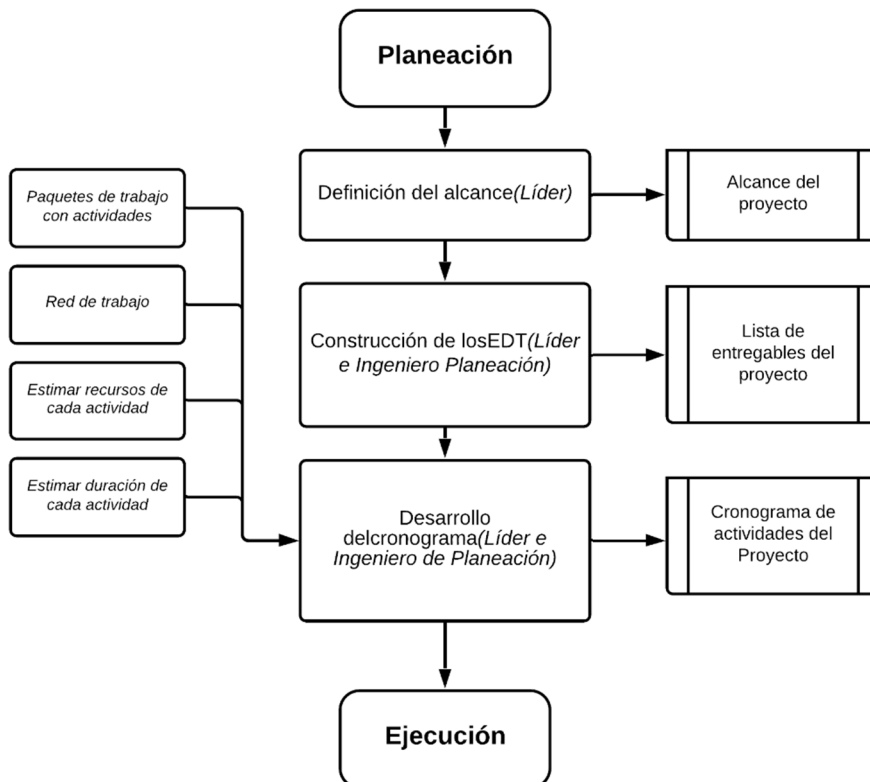 Planeación
Definición del alcance(Líder)
Alcance del
proyecto
Paquetes de trabajo
con actividades
Red de trabajo
Estimar recursos de
cada actividad
Estimar duración de
cada actividad
Construcción de losEDT(Líder
e Ingeniero Planeación)
Lista de
entregables del
proyecto
Desarrollo
delcronograma(Líder e
Ingeniero de Planeación)
Cronograma de
actividades del
Proyecto
Ejecución